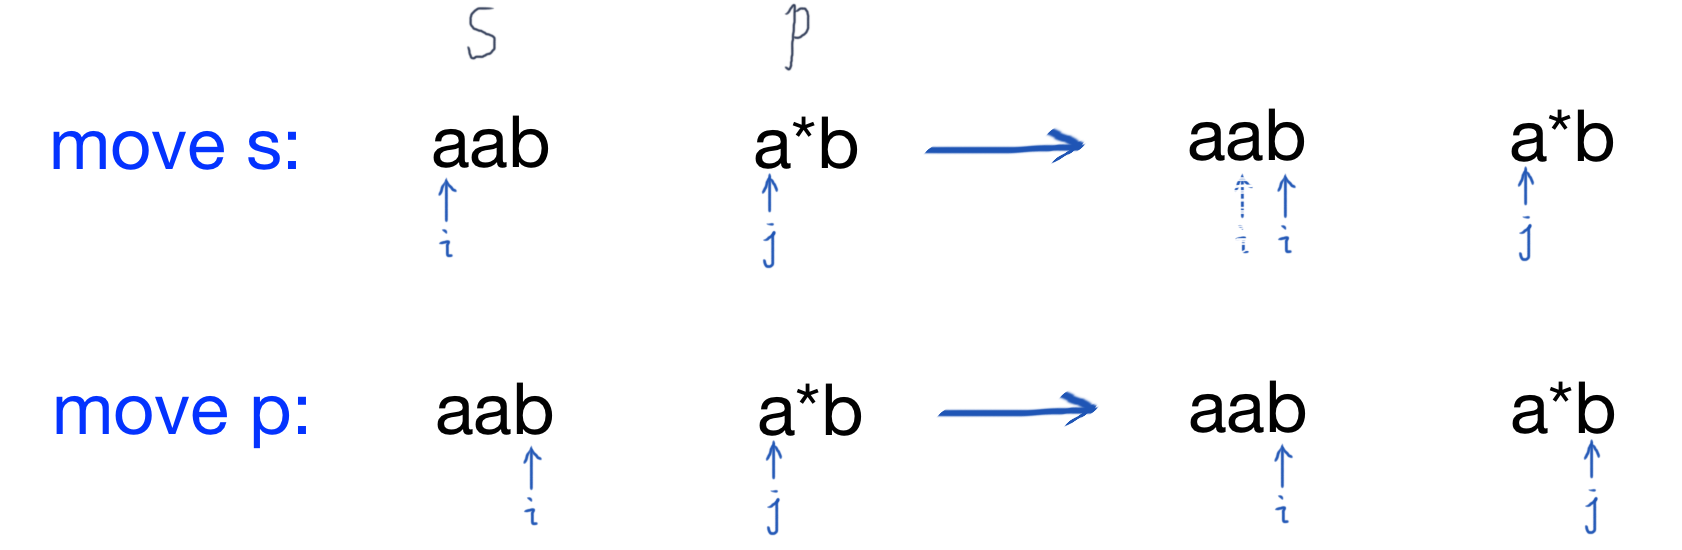 S p
move s: aab a*b aab a*b
i j i i j
move p: aab a*b aab a*b
i j i j